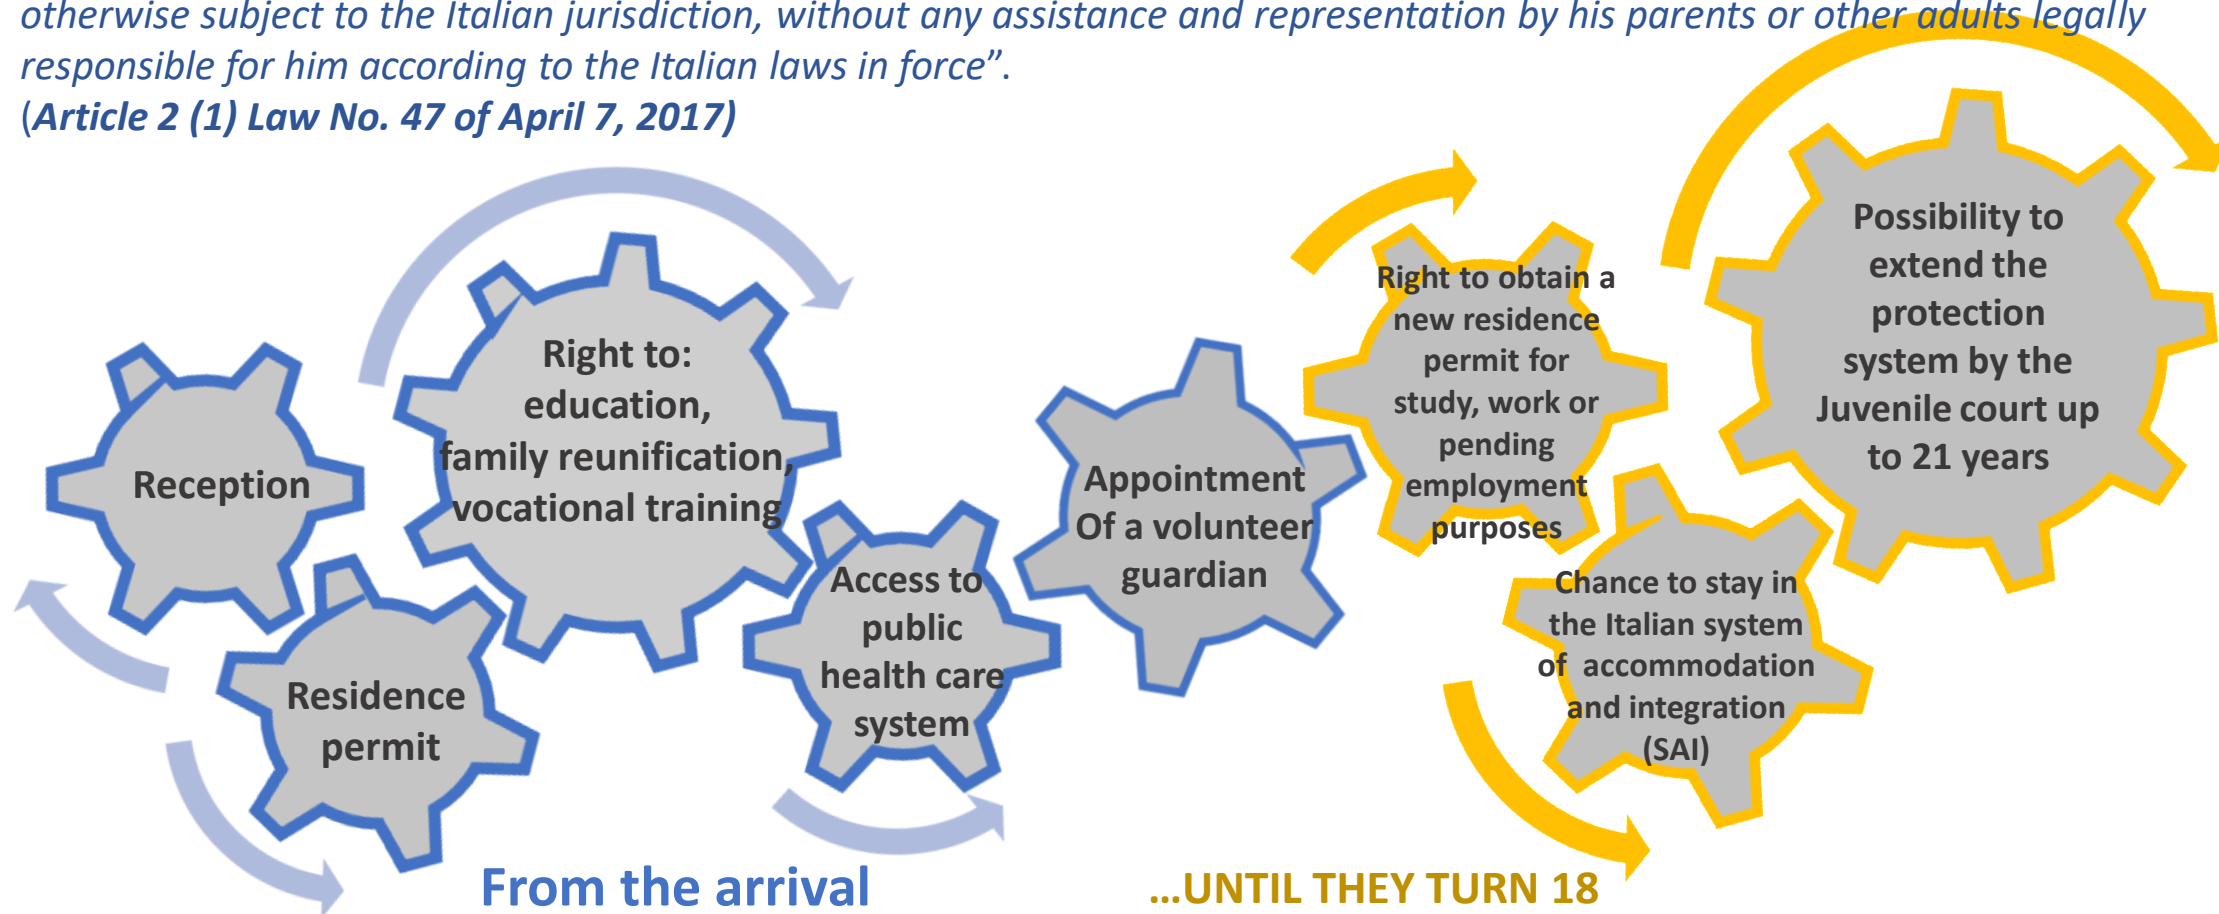 otherwise subject to the Italian jurisdiction, without any assistance and representation by his parents or other adults legally
responsible for him according to the Italian laws in force”.
(Article 2 (1) Law No. 47 of April 7, 2017)
Reception
Residence
permit
Right to:
education,
family reunification,
vocational training
Access to
public
health care
system
Appointment
Of a volunteer
guardian
Right to obtain a
new residence
permit for
study, work or
pending
employment
purposes
Chance to stay in
the Italian system
of accommodation
and integration
(SAI)
Possibility to
extend the
protection
system by the
Juvenile court up
to 21 years
From the arrival
...UNTIL THEY TURN 18